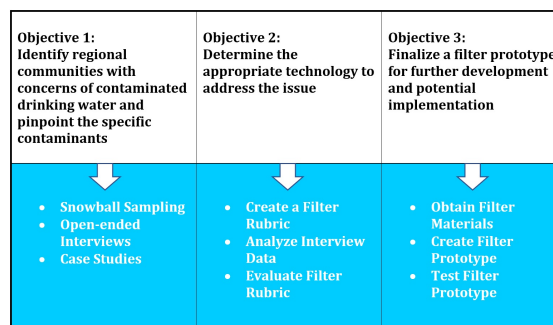 Objective 1:
Identify regional
communities with
concerns of contaminated
drinking water and
pinpoint the specific
contaminants
Objective 2:
Determine the
appropriate technology to
address the issue
Objective 3:
Finalize a filter prototype
for further development
and potential
implementation
• Snowball Sampling
• Open-ended
Interviews
• Case Studies
• Create a Filter
Rubric
• Analyze Interview
Data
• Evaluate Filter
Rubric
• Obtain Filter
Materials
• Create Filter
Prototype
• Test Filter
Prototype